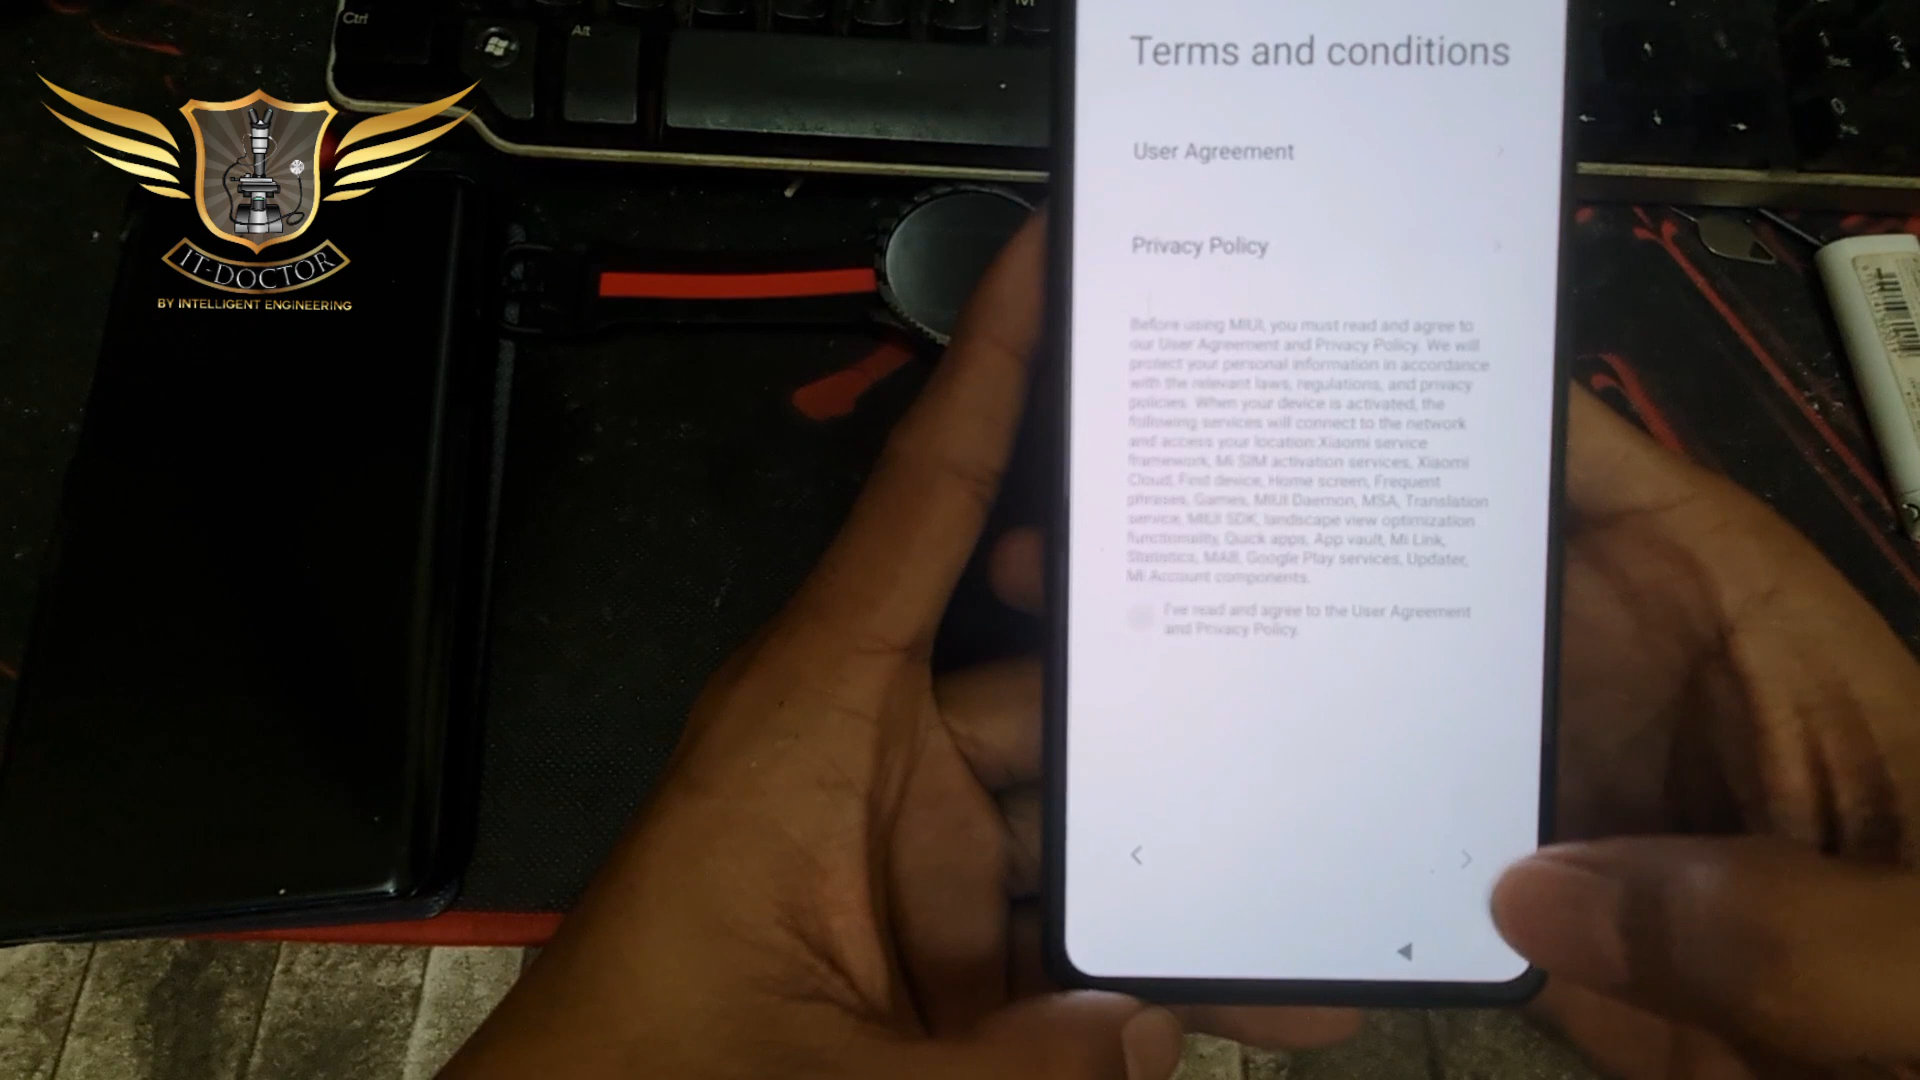 Ctrl
Alt
IT-DOCTOR
BY INTELLIGENT ENGINEERING
Terms and conditions
User Agreement
Privacy Policy
Before using MIUI, you must read and agree to
our User Agreement and Privacy Policy. We will
protect your personal information in accordance
with the relevant laws, regulations, and privacy
policies. When your device is activated, the
following services will connect to the network
and access your location:Xiaomi service
framework, Mi SIM activation services, Xiaomi
Cloud, Find device, Home screen, Frequent
phrases, Games, MIUI Daemon, MSA, Translation
service, MIUI SDK, landscape view optimization
functionality, Quick apps, App vault, Mi Link,
Statistics, MAB, Google Play services, Updater,
Mi Account components.
I've read and agree to the User Agreement
and Privacy Policy.